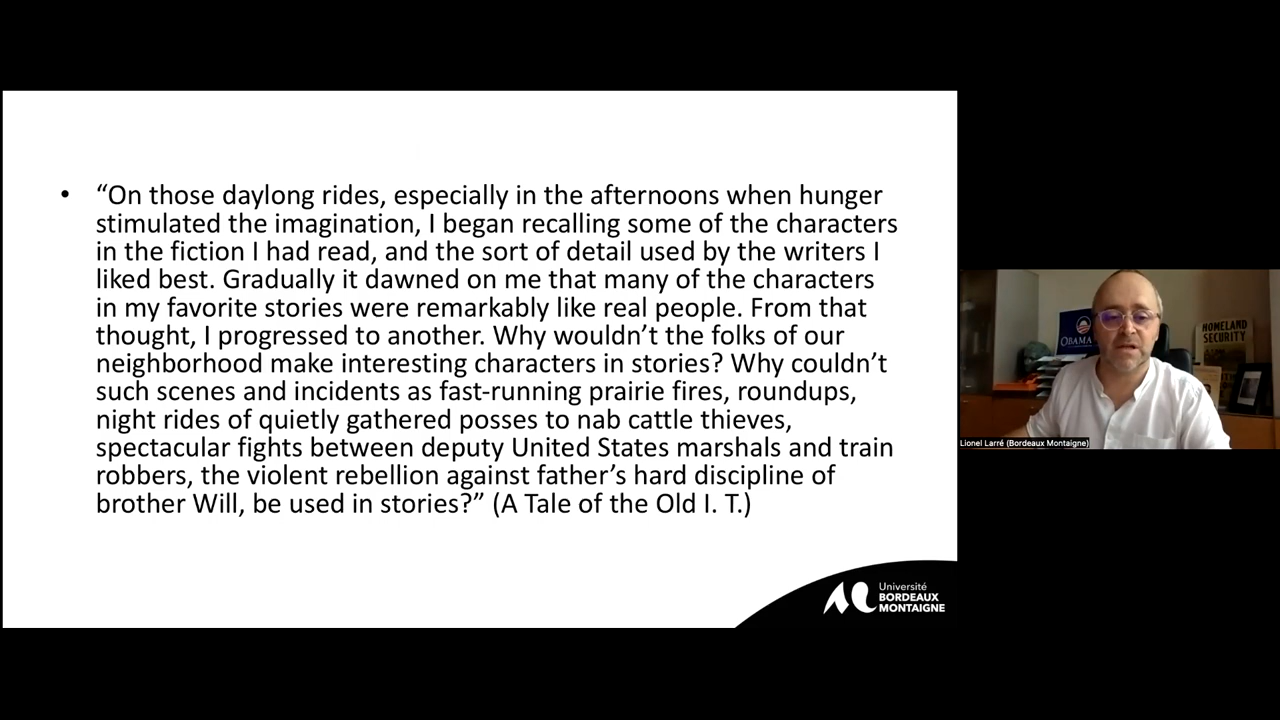 • “On those daylong rides, especially in the afternoons when hunger
stimulated the imagination, I began recalling some of the characters
in the fiction I had read, and the sort of detail used by the writers I
liked best. Gradually it dawned on me that many of the characters
in my favorite stories were remarkably like real people. From that
thought, I progressed to another. Why wouldn’t the folks of our
neighborhood make interesting characters in stories? Why couldn’t
such scenes and incidents as fast-running prairie fires, roundups,
night rides of quietly gathered posses to nab cattle thieves,
spectacular fights between deputy United States marshals and train
robbers, the violent rebellion against father’s hard discipline of
brother Will, be used in stories?” (A Tale of the Old I. T.)
Université
BORDEAUX
MONTAIGNE
OBAMA
HOMELAND
SECURITY
Lionel Larré (Bordeaux Montaigne)